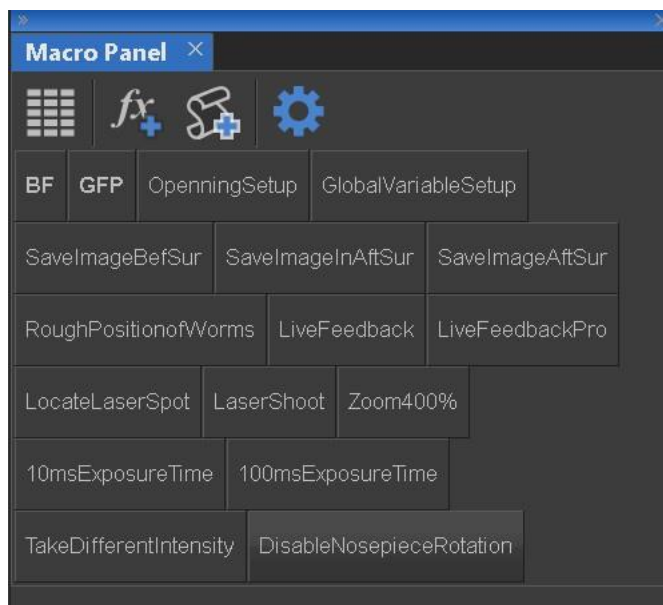 Macro Panel
BF GFP OpenningSetup GlobalVariableSetup
SaveImageBefSur SaveImageInAftSur SaveImageAftSur
RoughPositionofWorms LiveFeedback LiveFeedbackPro
LocateLaserSpot LaserShoot Zoom400%
10msExposureTime 100msExposureTime
TakeDifferentIntensity DisableNosepieceRotation